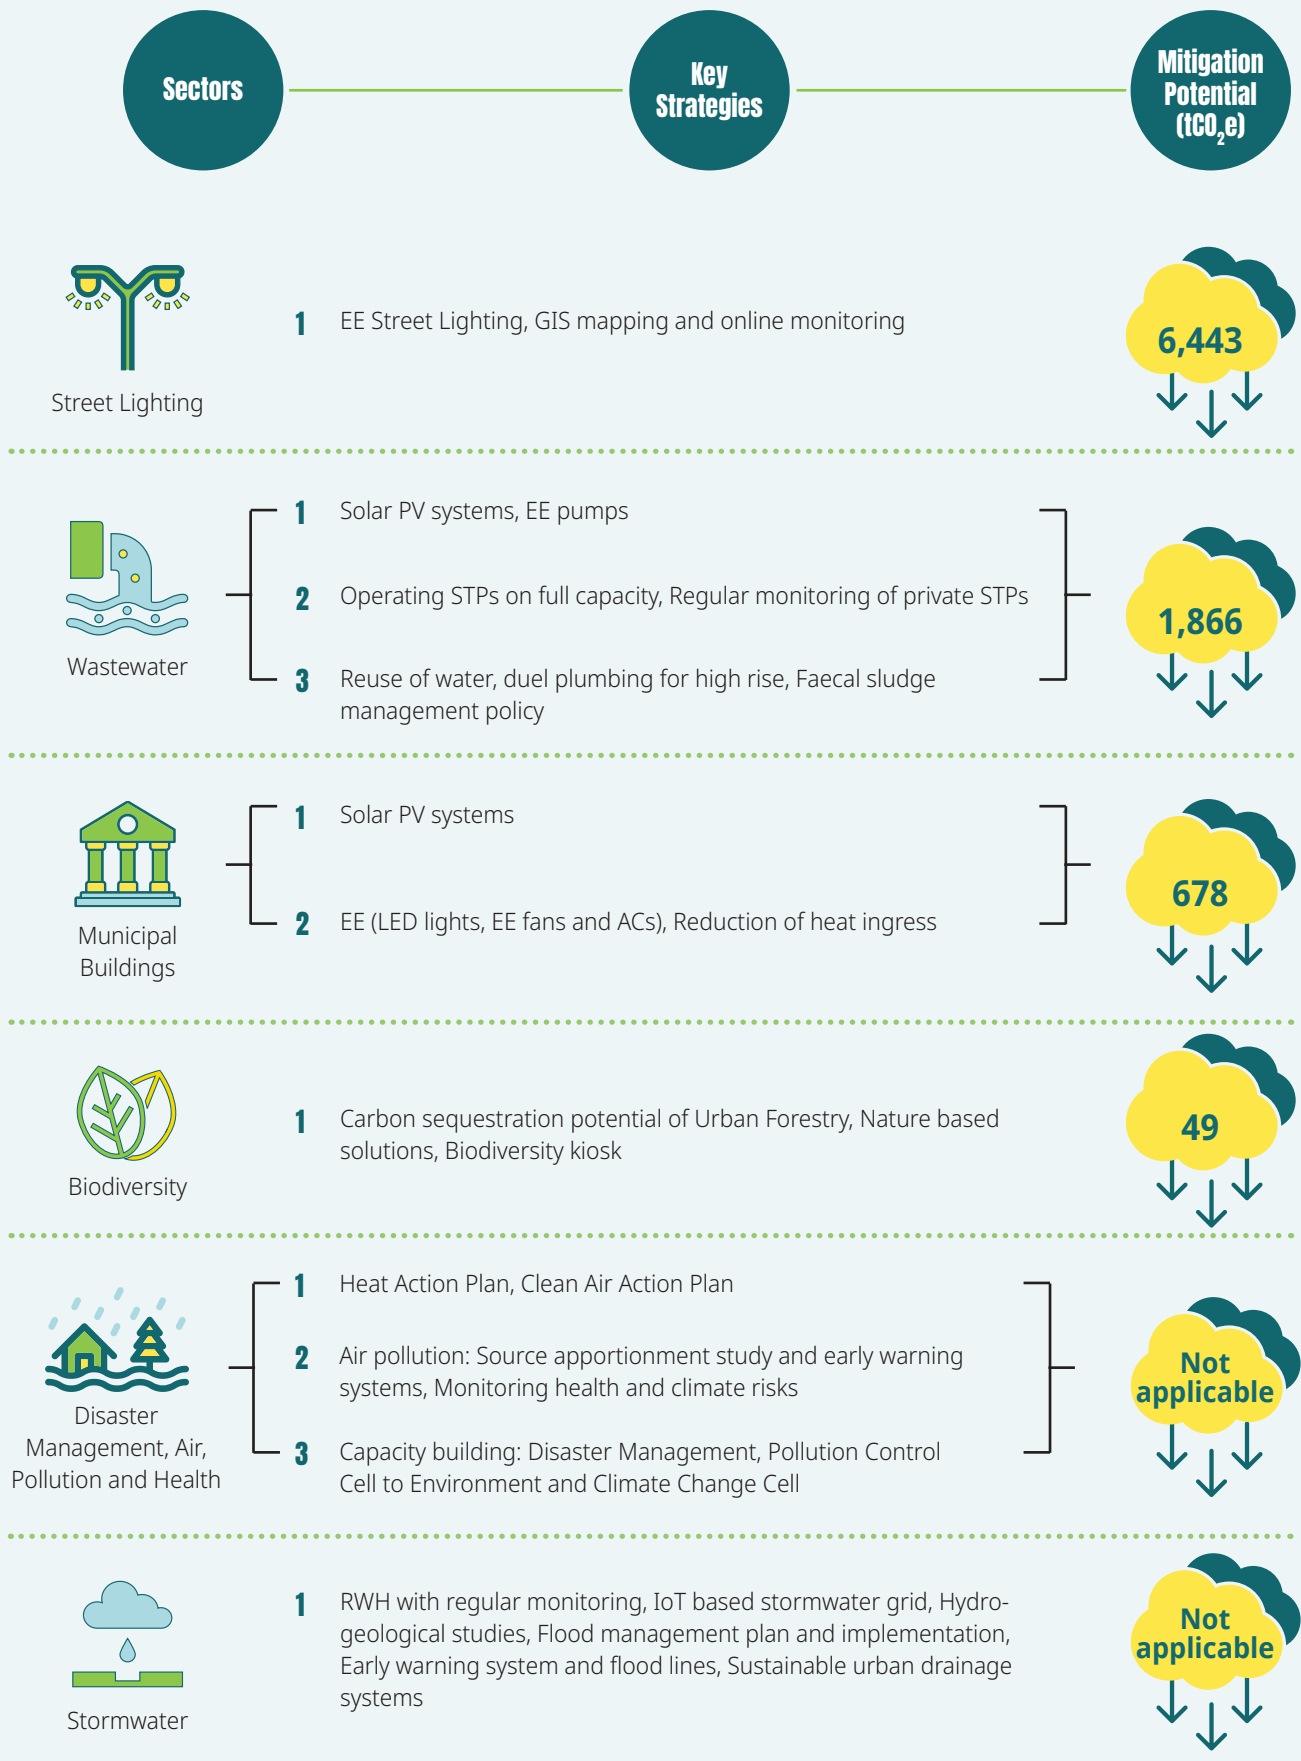 Sectors
Key
Strategies
Mitigation
Potential
(tCO₂e)
Street Lighting
1 EE Street Lighting, GIS mapping and online monitoring
6,443
Wastewater
1 Solar PV systems, EE pumps
2 Operating STPs on full capacity, Regular monitoring of private STPs
3 Reuse of water, duel plumbing for high rise, Faecal sludge
management policy
1,866
Municipal
Buildings
1 Solar PV systems
2 EE (LED lights, EE fans and ACs), Reduction of heat ingress
678
Biodiversity
1 Carbon sequestration potential of Urban Forestry, Nature based
solutions, Biodiversity kiosk
49
Disaster
Management, Air,
Pollution and Health
1 Heat Action Plan, Clean Air Action Plan
2 Air pollution: Source apportionment study and early warning
systems, Monitoring health and climate risks
3 Capacity building: Disaster Management, Pollution Control
Cell to Environment and Climate Change Cell
Not
applicable
Stormwater
1 RWH with regular monitoring, IoT based stormwater grid, Hydro-
geological studies, Flood management plan and implementation,
Early warning system and flood lines, Sustainable urban drainage
systems
Not
applicable